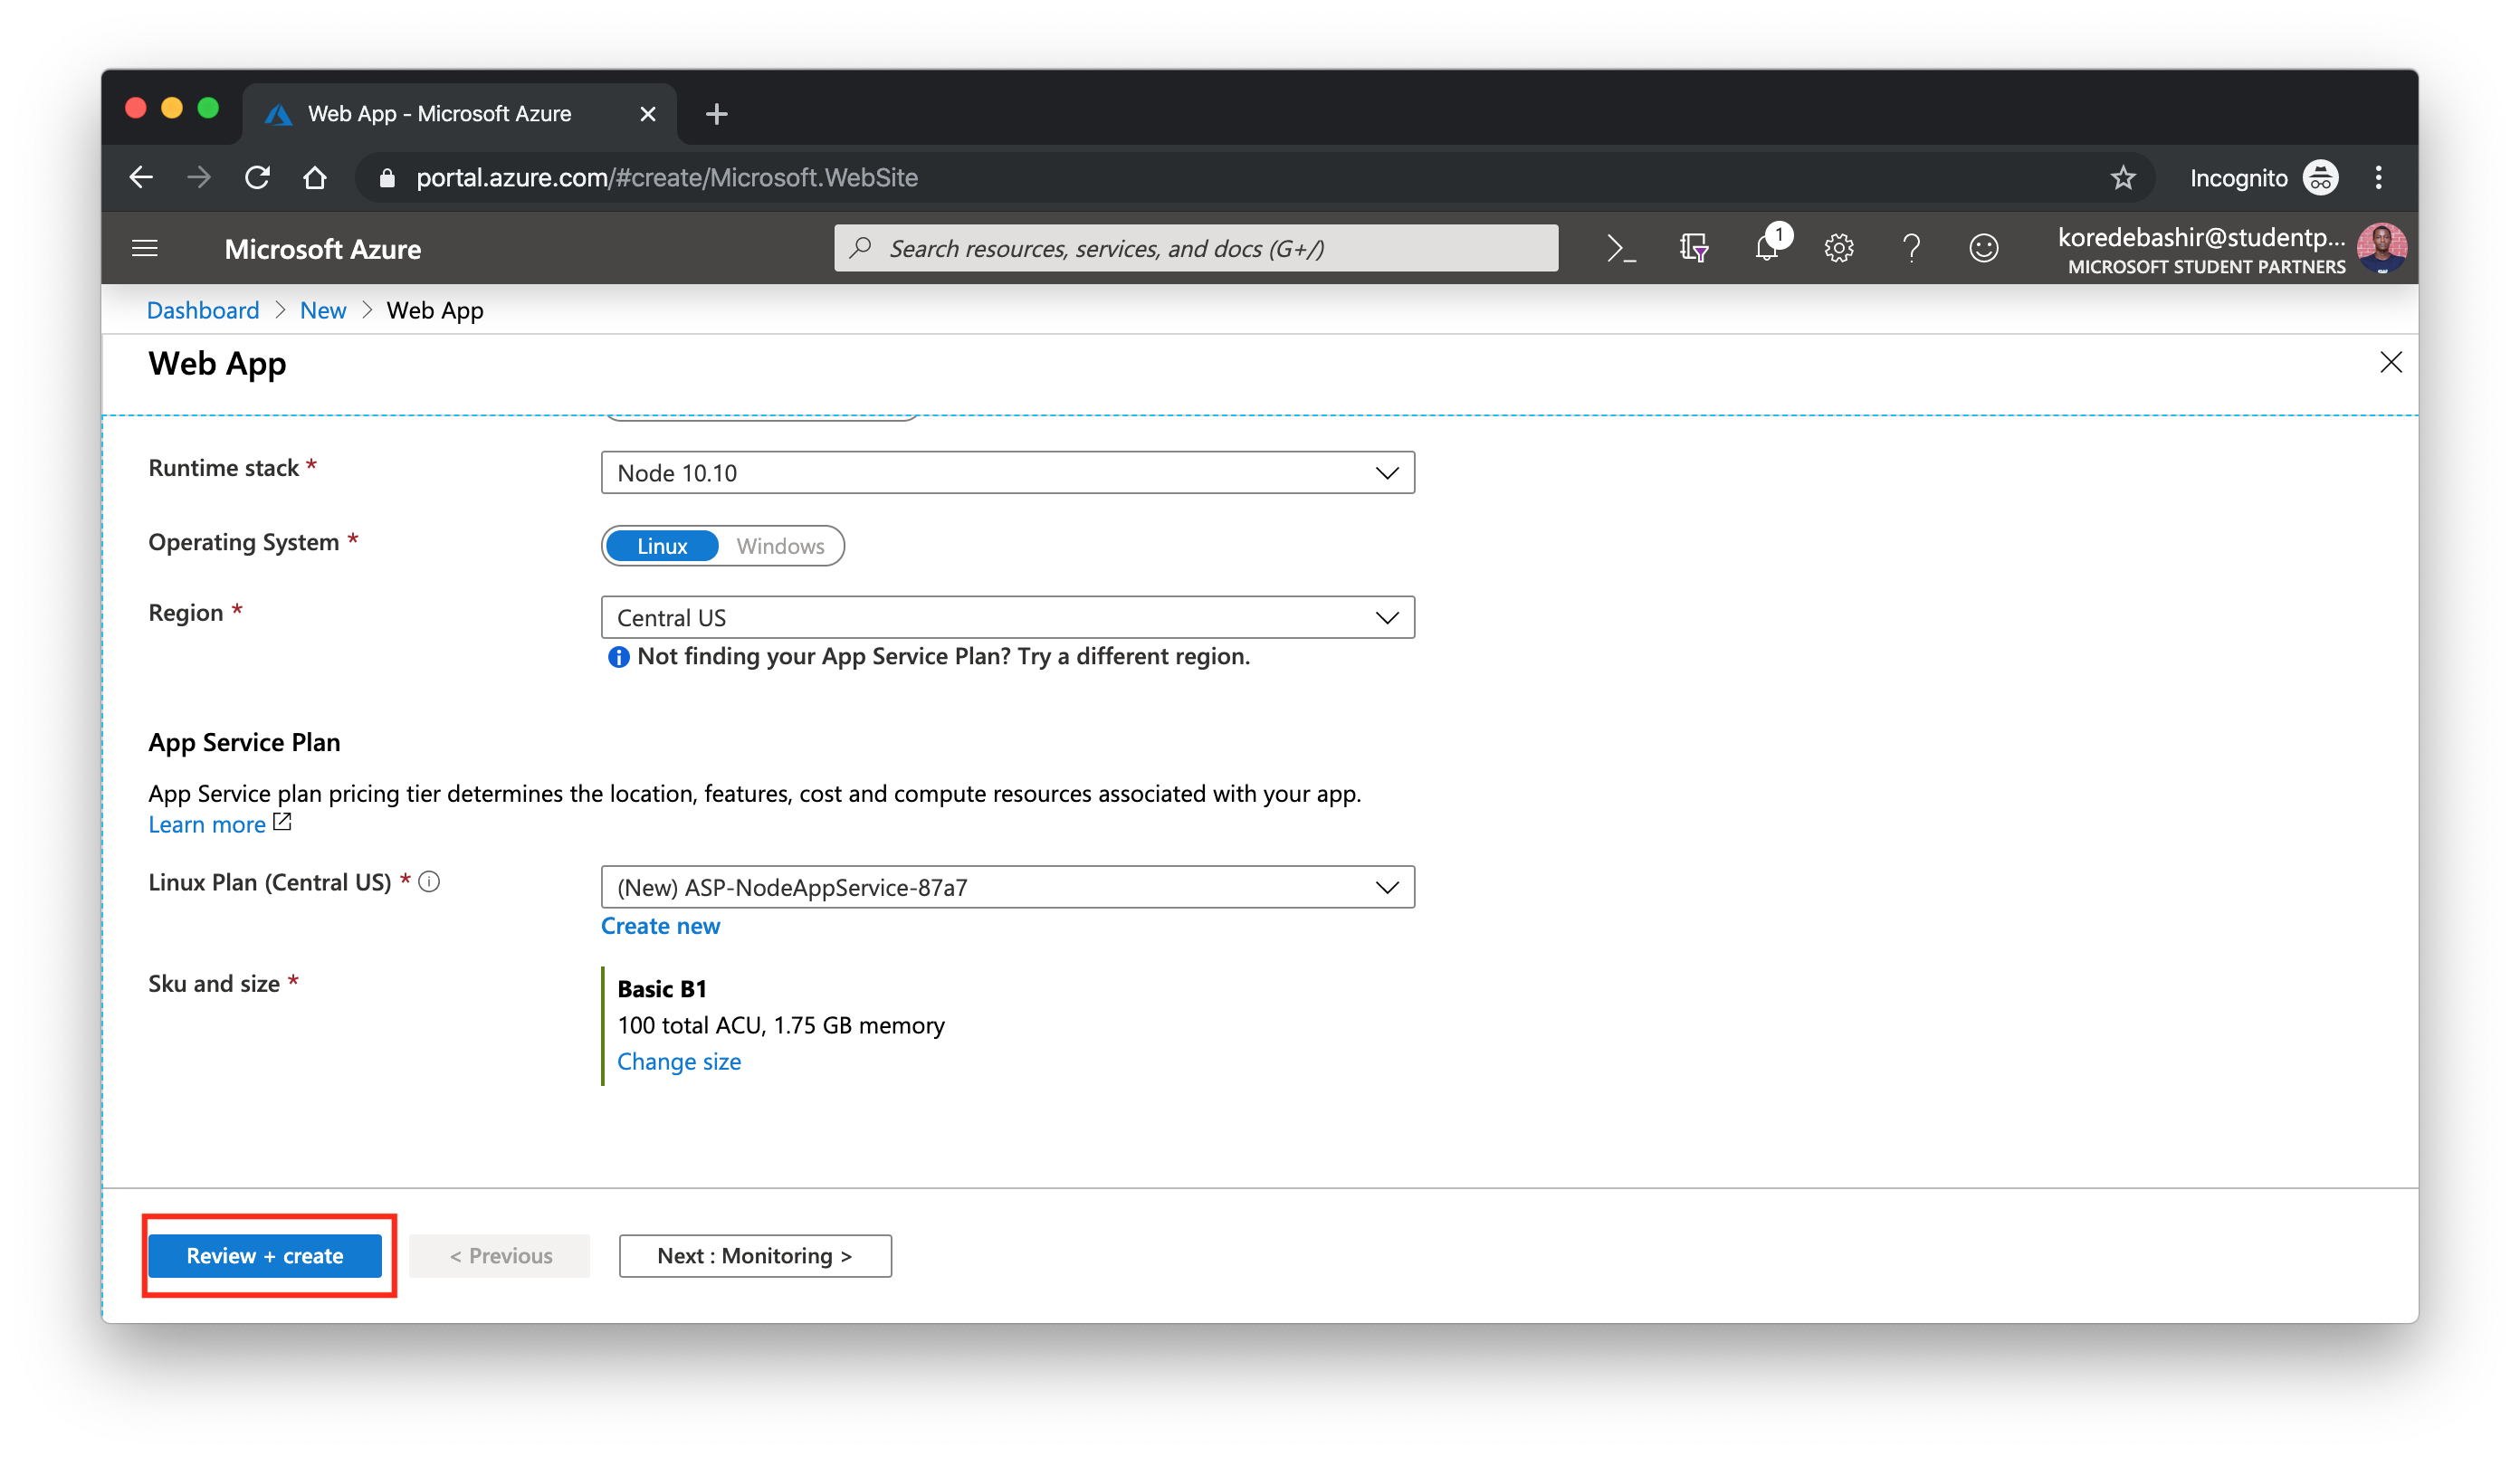 Web App - Microsoft Azure
portal.azure.com/#create/Microsoft.WebSite
Incognito
Microsoft Azure
Search resources, services, and docs (G+/)
1
koredebashir@studentp...
MICROSOFT STUDENT PARTNERS
Dashboard > New > Web App
Web App
Runtime stack *
Node 10.10
Operating System *
Linux Windows
Region *
Central US
Not finding your App Service Plan? Try a different region.
App Service Plan
App Service plan pricing tier determines the location, features, cost and compute resources associated with your app.
Learn more
Linux Plan (Central US) *
(New) ASP-NodeAppService-87a7
Create new
Sku and size *
Basic B1
100 total ACU, 1.75 GB memory
Change size
Review + create
< Previous
Next : Monitoring >